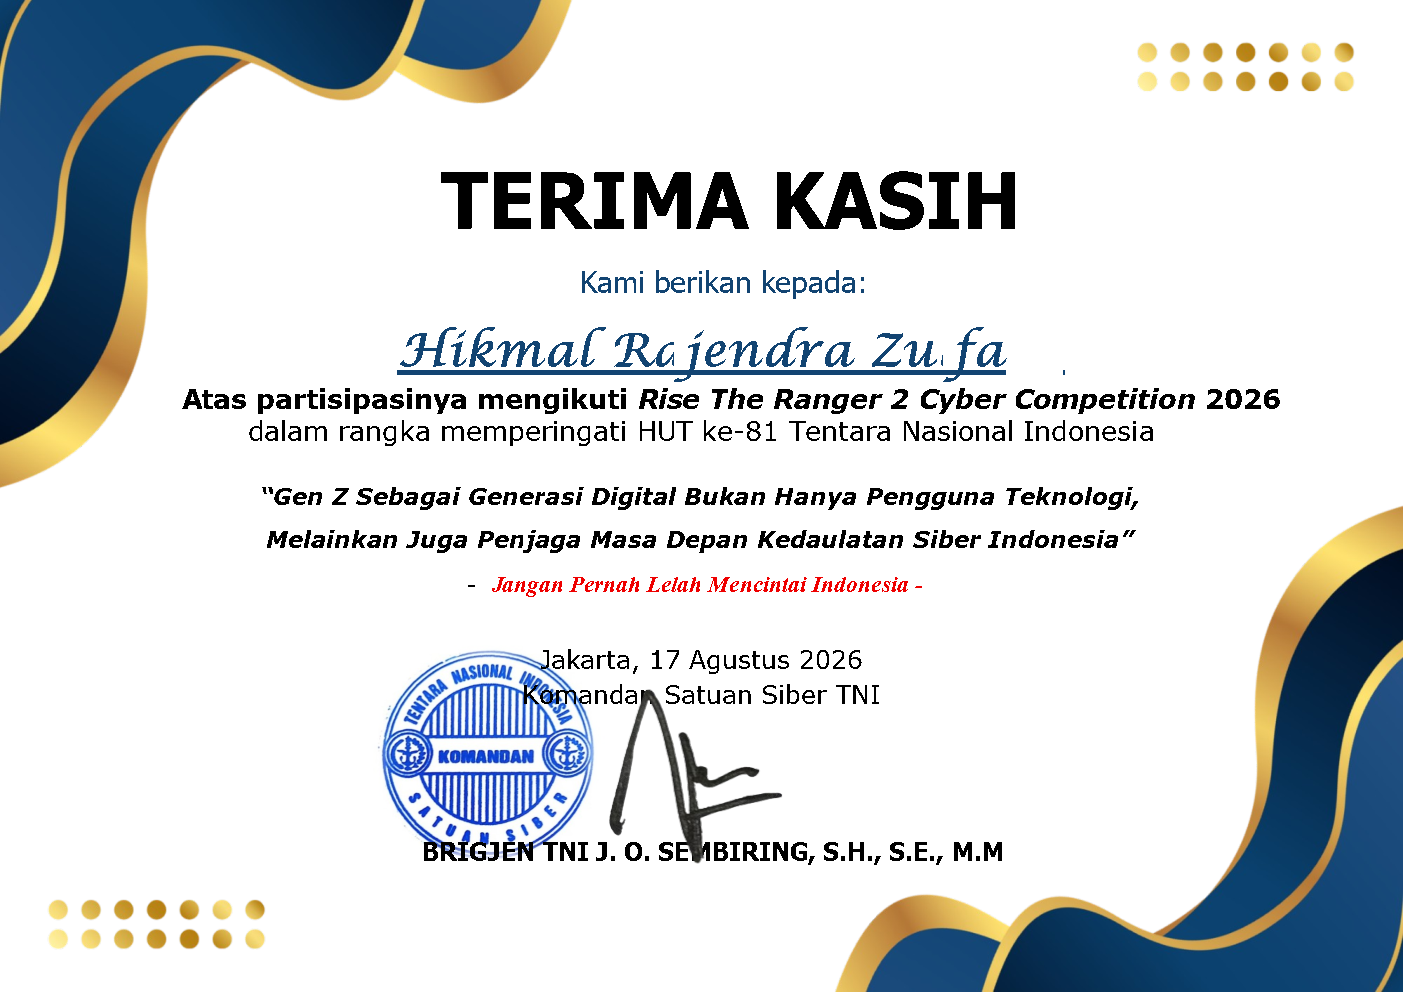 TERIMA KASIH
Kami berikan kepada:
Hikmal Rajendra Zulfa
Atas partisipasinya mengikuti Rise The Ranger 2 Cyber Competition 2026
dalam rangka memperingati HUT ke-81 Tentara Nasional Indonesia
“Gen Z Sebagai Generasi Digital Bukan Hanya Pengguna Teknologi,
Melainkan Juga Penjaga Masa Depan Kedaulatan Siber Indonesia”
- Jangan Pernah Lelah Mencintai Indonesia -
Jakarta, 17 Agustus 2026
Komandan Satuan Siber TNI
TENTARA NASIONAL INDONESIA
KOMANDAN
SATUAN SIBER
BRIGJEN TNI J. O. SEMBIRING, S.H., S.E., M.M